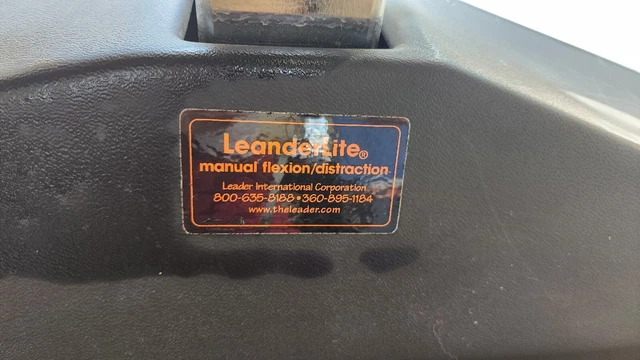 LeanderLite®
manual flexion/distraction
Leader International Corporation
800-635-8188 • 360-895-1184
www.theleader.com